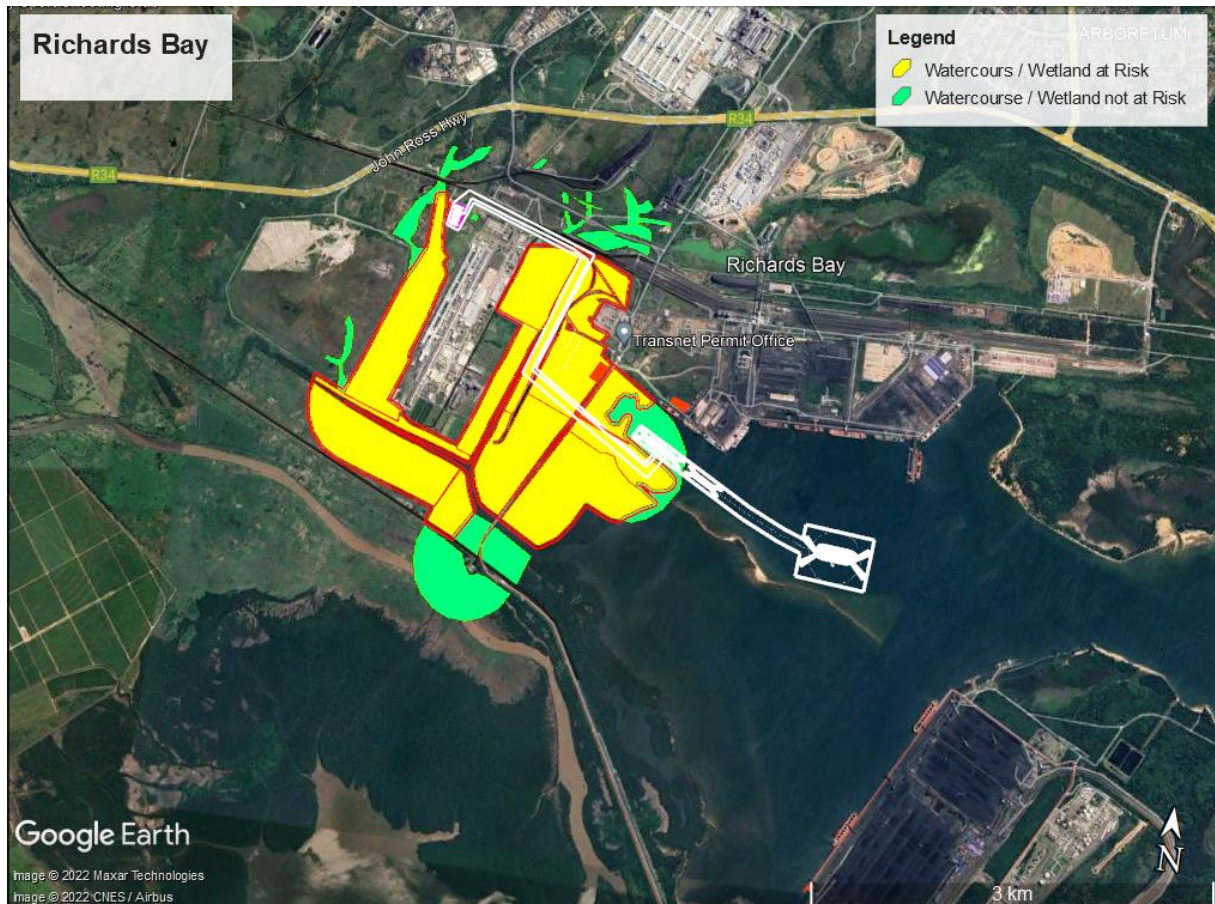 Richards Bay
Legend
ARBORETUM
Watercours / Wetland at Risk
Watercourse / Wetland not at Risk
R34
John Ross Hwy
R34
Richards Bay
Transnet Permit Office
Google Earth
Image © 2022 Maxar Technologies
Image © 2022 CNES / Airbus
N
3 km